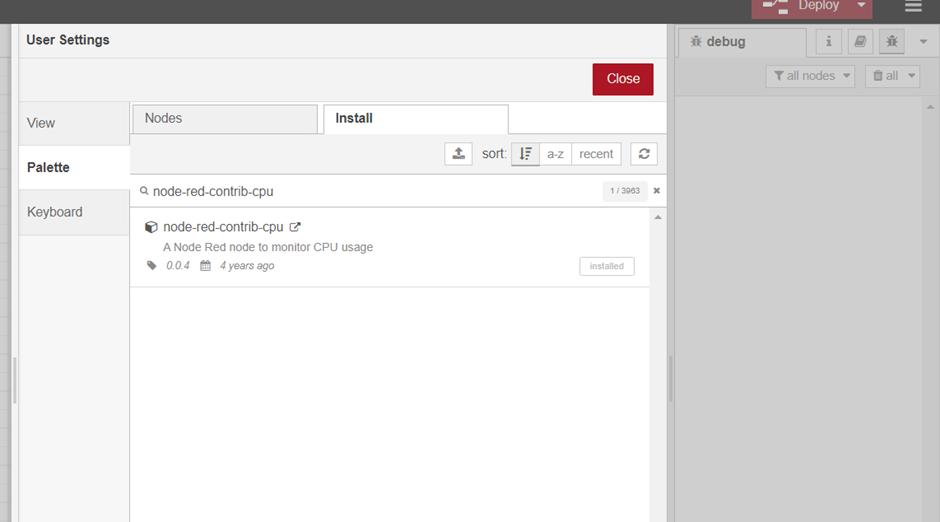 Deploy
User Settings
debug
Close
all nodes
all
View
Nodes
Install
Palette
sort:
a-z
recent
node-red-contrib-cpu
1 / 3963
Keyboard
node-red-contrib-cpu
A Node Red node to monitor CPU usage
0.0.4
4 years ago
installed